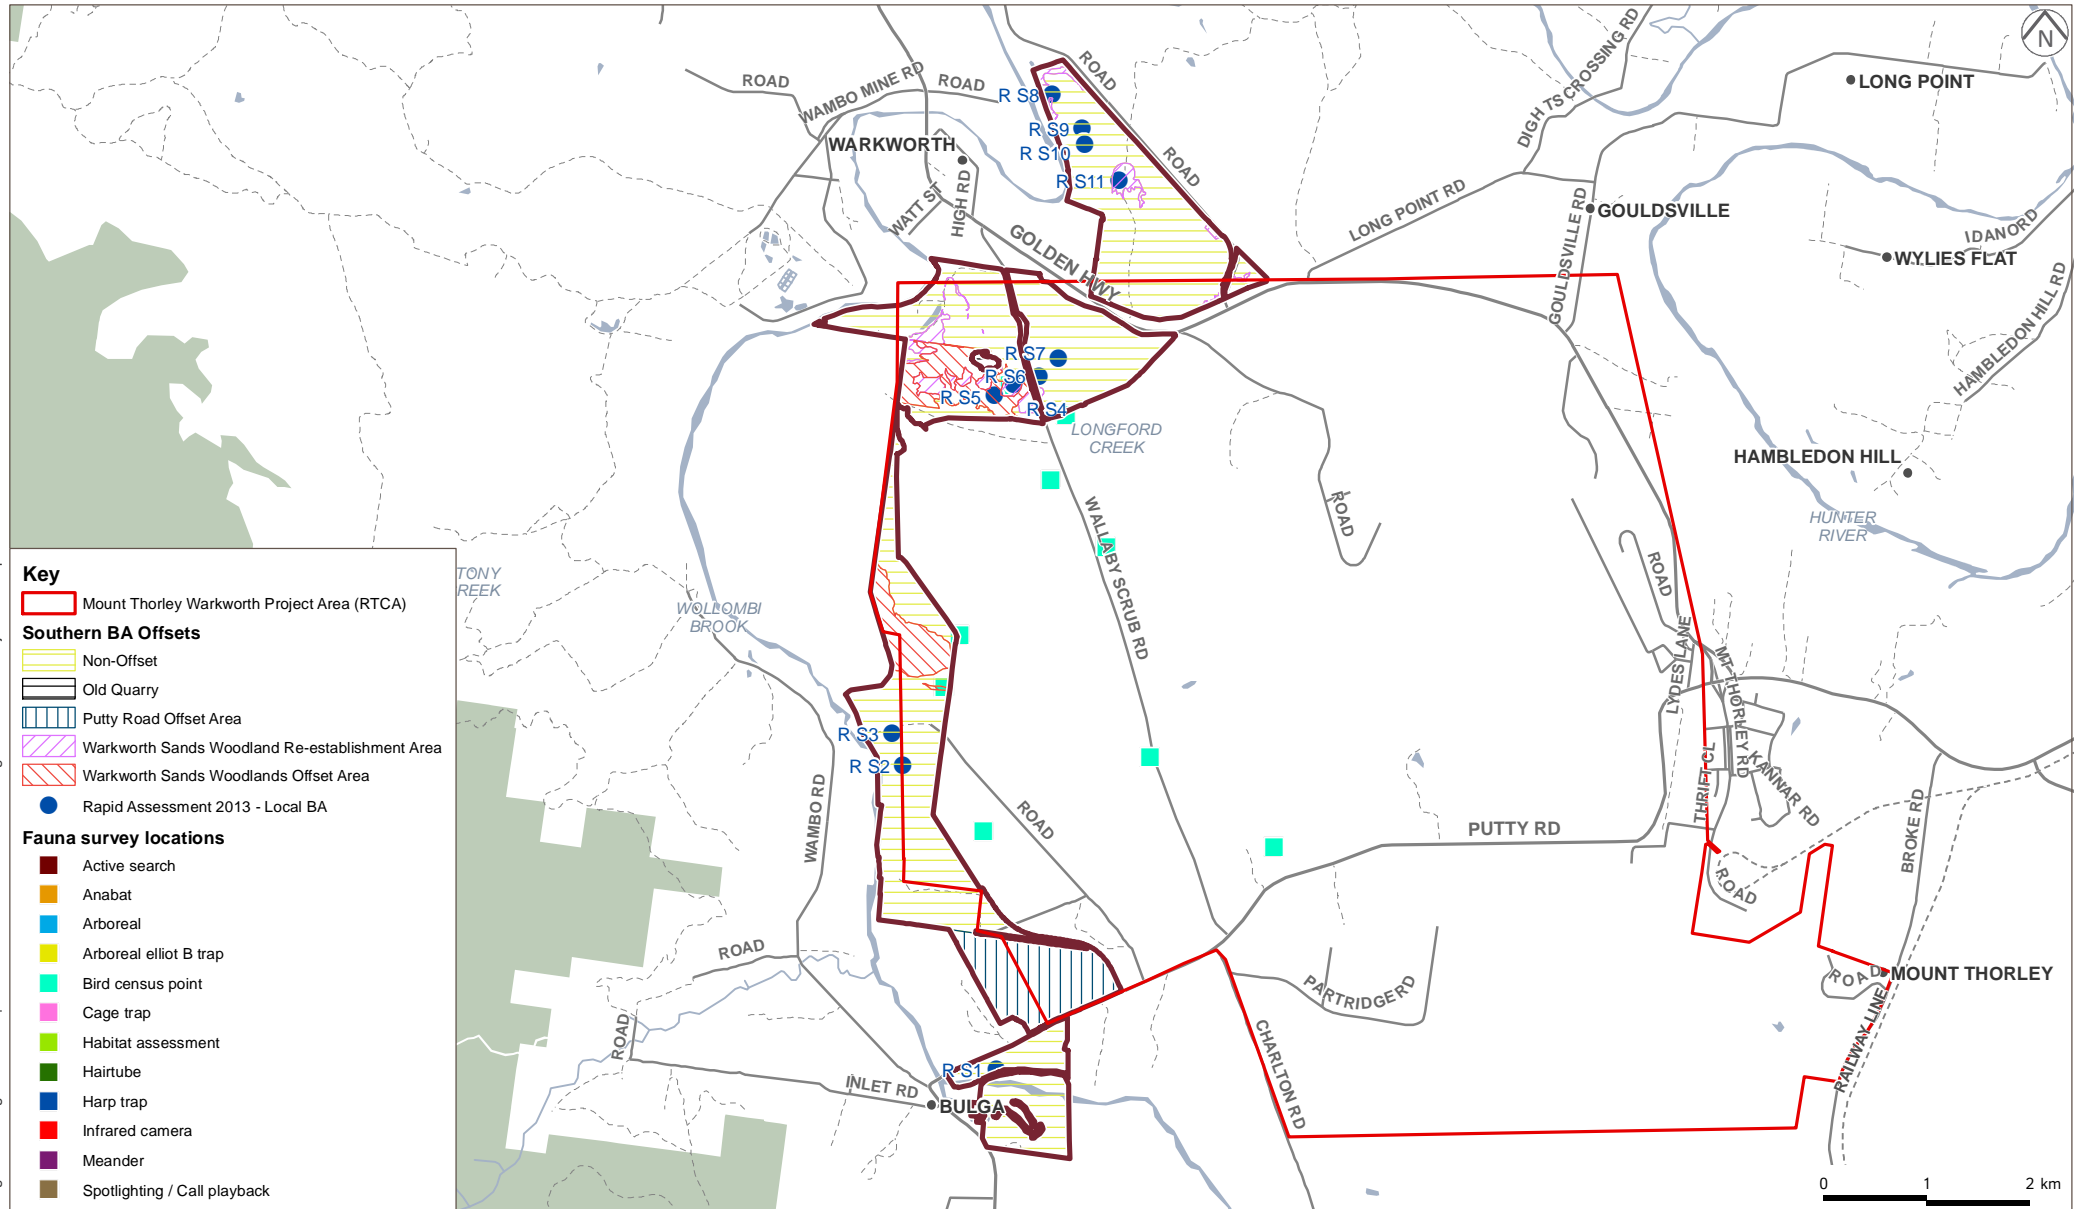 N
ROAD
WAMBO MINE RD
ROAD
ROAD
DIGH TS CROSSING RD
LONG POINT
R S8
R S9
R S10
WARKWORTH
ROAD
R S11
WATT ST
HIGH RD
LONG POINT RD
GOULDSVILLE RD
GOULDSVILLE
IDANORD
WYLIES FLAT
GOLDEN HWY
HAMBLEDON HILL RD
R S7
R S6
R S5
R S4
LONGFORD
CREEK
HAMBLEDON HILL
ROAD
WALLABY SCRUB RD
HUNTER
RIVER
ROAD
TONY
REEK
WOLLOMBI
BROOK
LYDES LANE
MT THORLEY RD
R S3
R S2
THRIFT CL
KANNAR RD
WAMBO RD
ROAD
PUTTY RD
BROKE RD
ROAD
ROAD
PARTRIDGE RD
ROAD
MOUNT THORLEY
ROAD
CHARLTON RD
RAILWAY LINE
R S1
INLET RD
BULGA
Key
Mount Thorley Warkworth Project Area (RTCA)
Southern BA Offsets
Non-Offset
Old Quarry
Putty Road Offset Area
Warkworth Sands Woodland Re-establishment Area
Warkworth Sands Woodlands Offset Area
Rapid Assessment 2013 - Local BA
Fauna survey locations
Active search
Anabat
Arboreal
Arboreal elliot B trap
Bird census point
Cage trap
Habitat assessment
Hairtube
Harp trap
Infrared camera
Meander
Spotlighting / Call playback
0 1 2 km